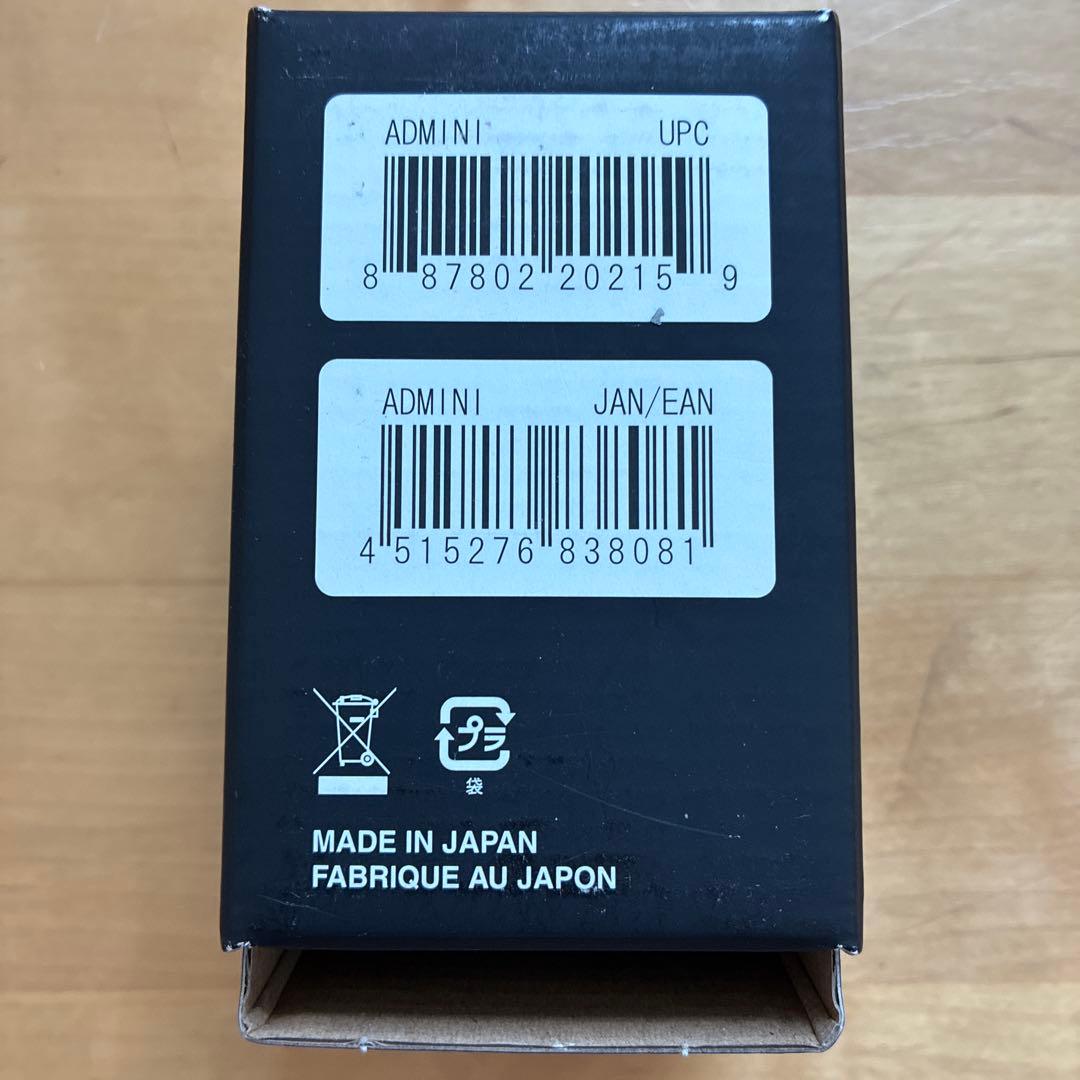 ADMINI UPC
8 87802 20215 9
ADMINI JAN/EAN
4 515276 838081
プラ
袋
MADE IN JAPAN
FABRIQUE AU JAPON